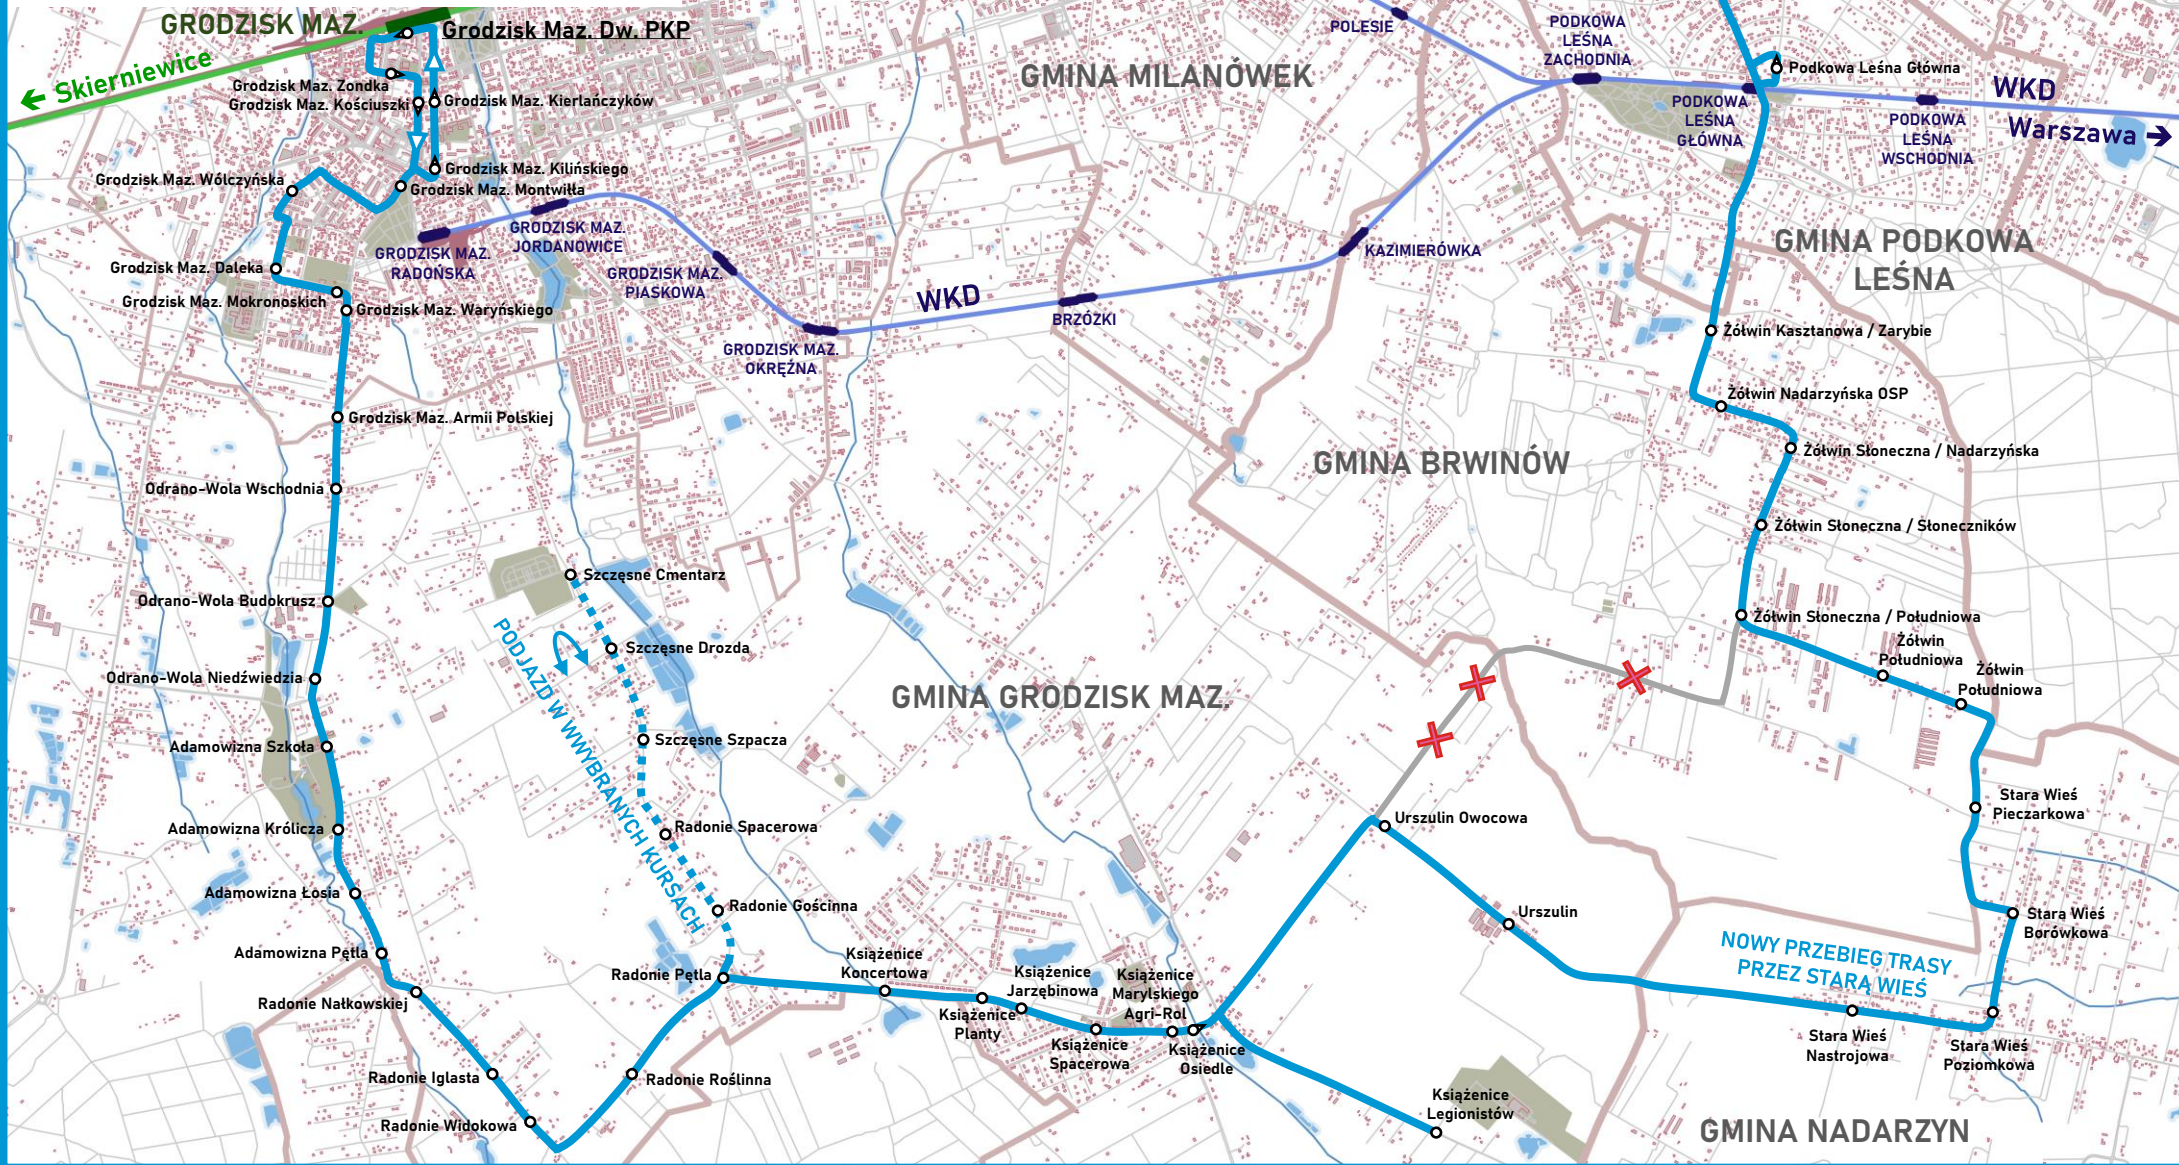 GRODZISK MAZ.
Grodzisk Maz. Dw. PKP
← Skierniewice
Grodzisk Maz. Zondka
Grodzisk Maz. Kościuszki
Grodzisk Maz. Kierlańczyków
Grodzisk Maz. Kilińskiego
Grodzisk Maz. Wólczyńska
Grodzisk Maz. Montwiłła
GRODZISK MAZ.
RADOŃSKA
GRODZISK MAZ.
JORDANOWICE
GRODZISK MAZ.
PIASKOWA
GRODZISK MAZ.
OKRĘŻNA
WKD
BRZÓZKI
KAZIMIERÓWKA
POLESIE
PODKOWA
LEŚNA
ZACHODNIA
PODKOWA
LEŚNA
GŁÓWNA
Podkowa Leśna Główna
PODKOWA
LEŚNA
WSCHODNIA
WKD
Warszawa →
GMINA MILANÓWEK
GMINA PODKOWA
LEŚNA
GMINA BRWINÓW
GMINA GRODZISK MAZ.
GMINA NADARZYN
Grodzisk Maz. Daleka
Grodzisk Maz. Mokronoskich
Grodzisk Maz. Waryńskiego
Grodzisk Maz. Armii Polskiej
Odrano-Wola Wschodnia
Odrano-Wola Budokrusz
Odrano-Wola Niedźwiedzia
Adamowizna Szkoła
Adamowizna Królicza
Adamowizna Łosia
Adamowizna Pętla
Radonie Nałkowskiej
Radonie Iglasta
Radonie Widokowa
Radonie Roślinna
Radonie Pętla
Szczęsne Cmentarz
Szczęsne Drozda
Szczęsne Szpacza
Radonie Spacerowa
Radonie Gościnna
PODJAZD W WWYBRANYCH KURSACH
Książenice
Koncertowa
Książenice
Planty
Książenice
Jarzębinowa
Książenice
Spacerowa
Książenice
Marylskiego
Agri-Rol
Książenice
Osiedle
Książenice
Legionistów
Urszulin Owocowa
Urszulin
NOWY PRZEBIEG TRASY
PRZEZ STARĄ WIEŚ
Stara Wieś
Nastrojowa
Stara Wieś
Poziomkowa
Stara Wieś
Borówkowa
Stara Wieś
Pieczarkowa
Żółwin
Południowa
Żółwin
Południowa
Żółwin Słoneczna / Południowa
Żółwin Słoneczna / Słoneczników
Żółwin Słoneczna / Nadarzyńska
Żółwin Nadarzyńska OSP
Żółwin Kasztanowa / Zarybie